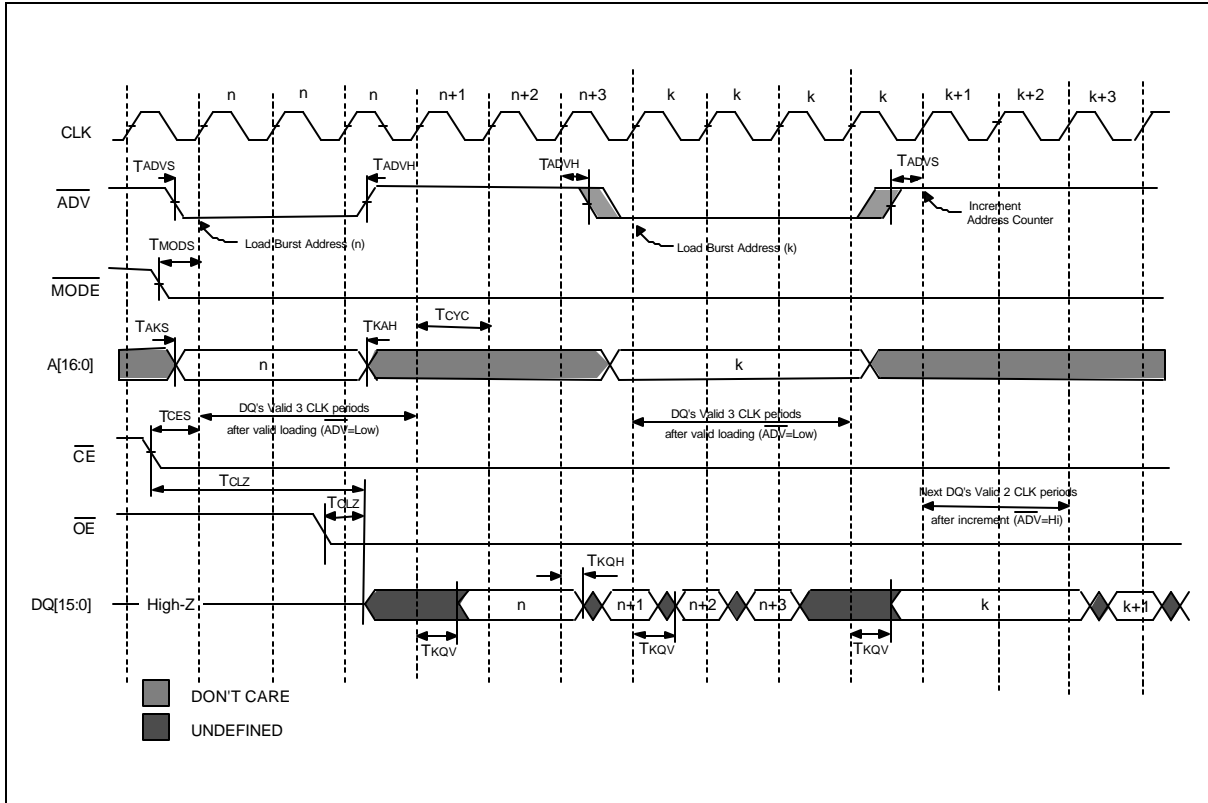 n n n n+1 n+2 n+3 k k k k k+1 k+2 k+3
CLK
TADVS TADVH TADVH TADVS
ADV
Load Burst Address (n)
Load Burst Address (k)
Increment
Address Counter
TMODS
MODE
TCYC
TAKS TKAH
A[16:0] n k
TCES
DQ's Valid 3 CLK periods
after valid loading (ADV=Low)
DQ's Valid 3 CLK periods
after valid loading (ADV=Low)
CE
TCLZ
TCLZ
Next DQ's Valid 2 CLK periods
after increment (ADV=Hi)
OE
TKQH
DQ[15:0] High-Z n n+1 n+2 n+3 k k+1
TKQV TKQV TKQV
DON'T CARE
UNDEFINED